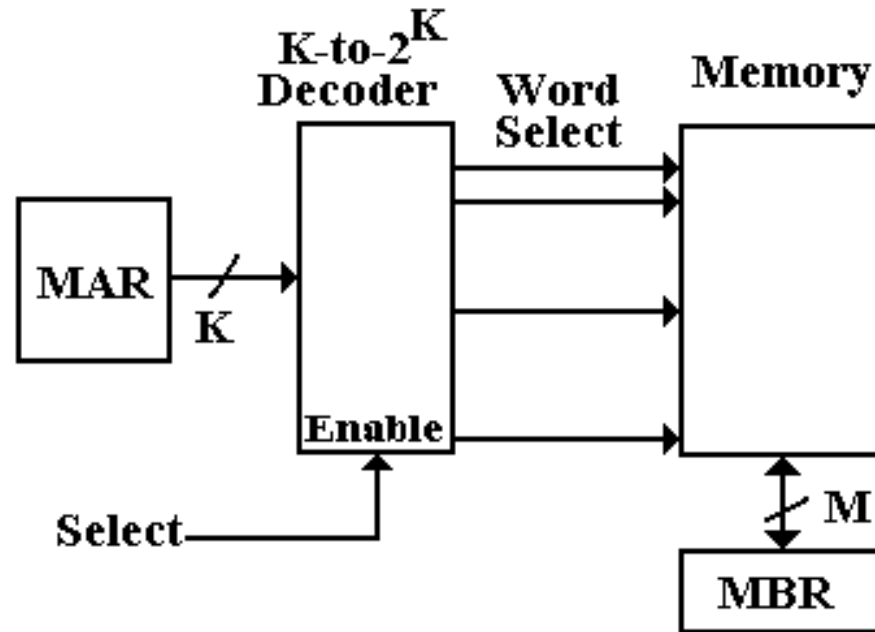 K-to-2^K
Decoder
Word
Select
Memory
MAR
K
Enable
Select
M
MBR